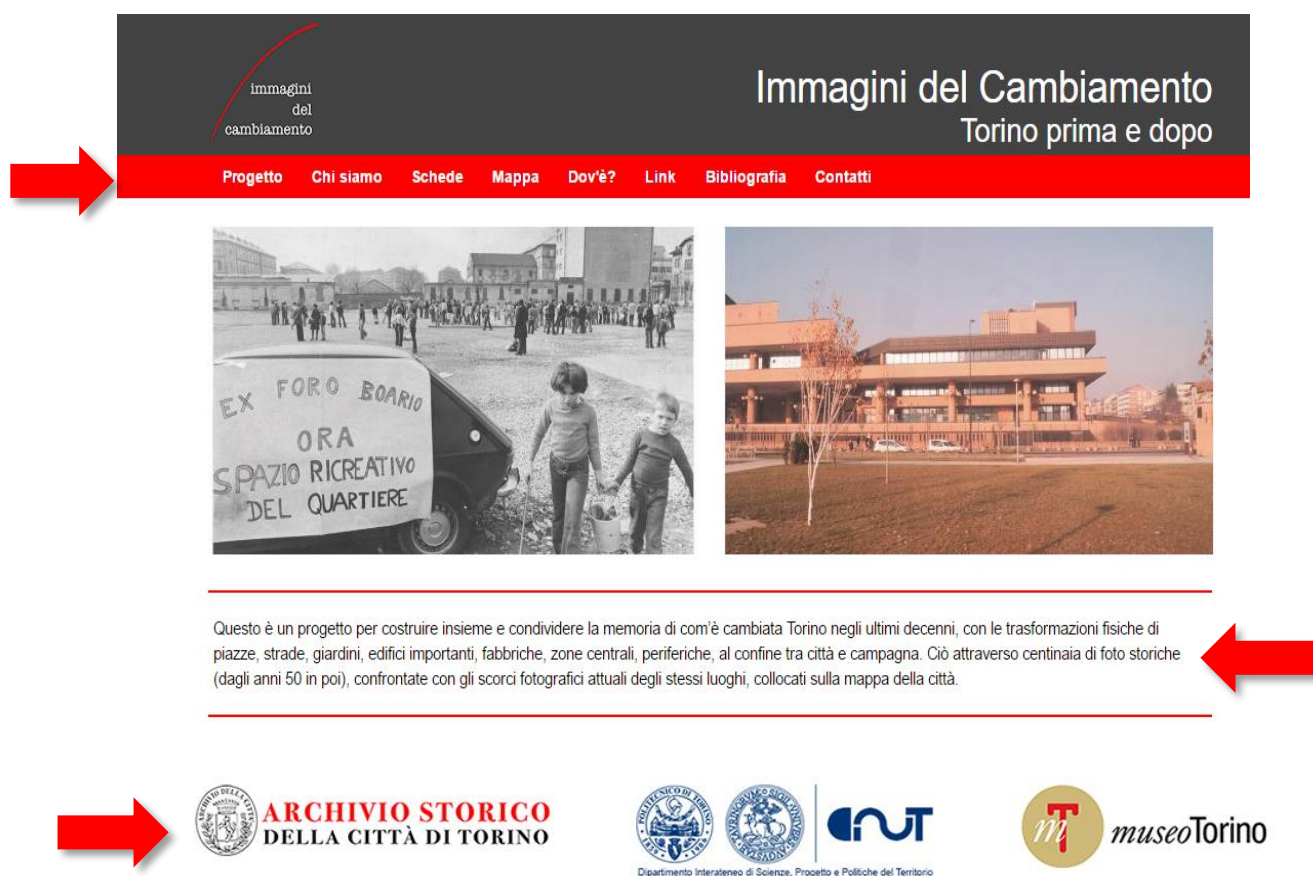 immagini
del
cambiamento
Immagini del Cambiamento
Torino prima e dopo
Progetto Chi siamo Schede Mappa Dov'è? Link Bibliografia Contatti
EX FORO BOARIO
ORA
SPAZIO RICREATIVO
DEL QUARTIERE
Questo è un progetto per costruire insieme e condividere la memoria di com'è cambiata Torino negli ultimi decenni, con le trasformazioni fisiche di
piazze, strade, giardini, edifici importanti, fabbriche, zone centrali, periferiche, al confine tra città e campagna. Ciò attraverso centinaia di foto storiche
(dagli anni 50 in poi), confrontate con gli scorci fotografici attuali degli stessi luoghi, collocati sulla mappa della città.
ARCHIVIO STORICO
DELLA CITTÀ DI TORINO
POLITECNICO DI TORINO
Dipartimento Interateneo di Scienze, Progetto e Politiche del Territorio
museoTorino